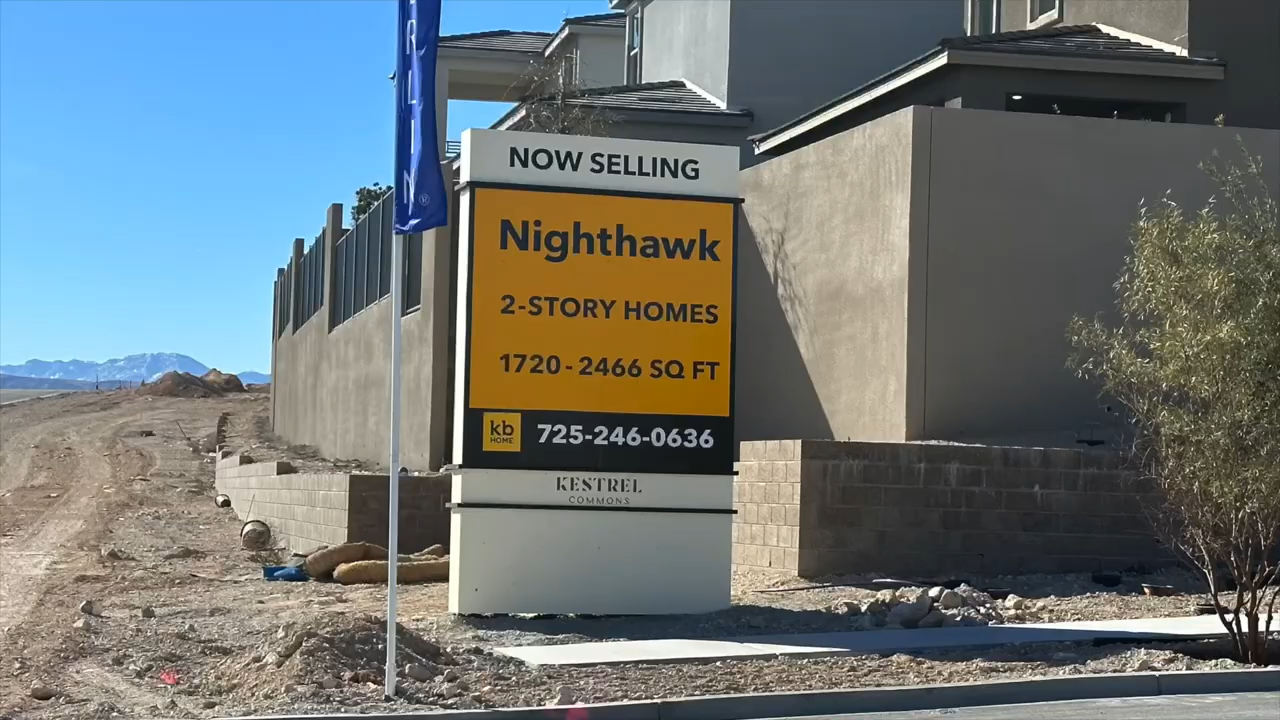 NOW SELLING
Nighthawk
2-STORY HOMES
1720 - 2466 SQ FT
kb
HOME
725-246-0636
KESTREL
COMMONS